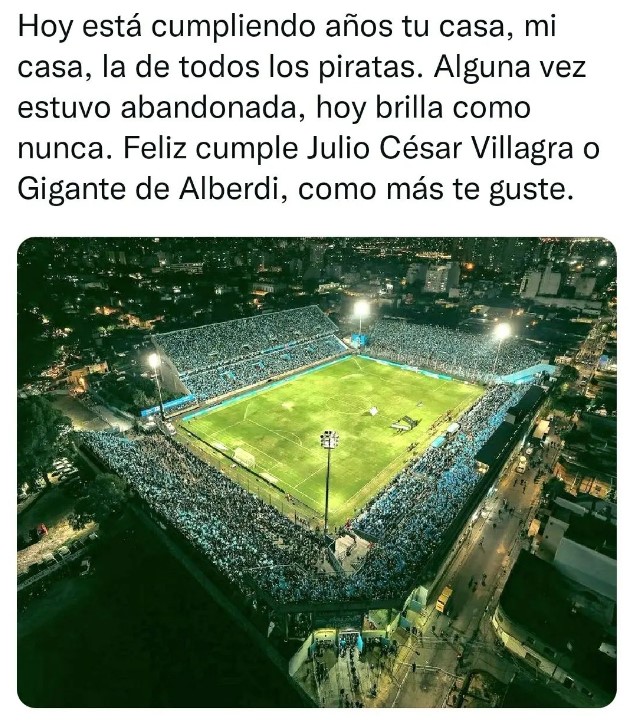 Hoy está cumpliendo años tu casa, mi
casa, la de todos los piratas. Alguna vez
estuvo abandonada, hoy brilla como
nunca. Feliz cumple Julio César Villagra o
Gigante de Alberdi, como más te guste.